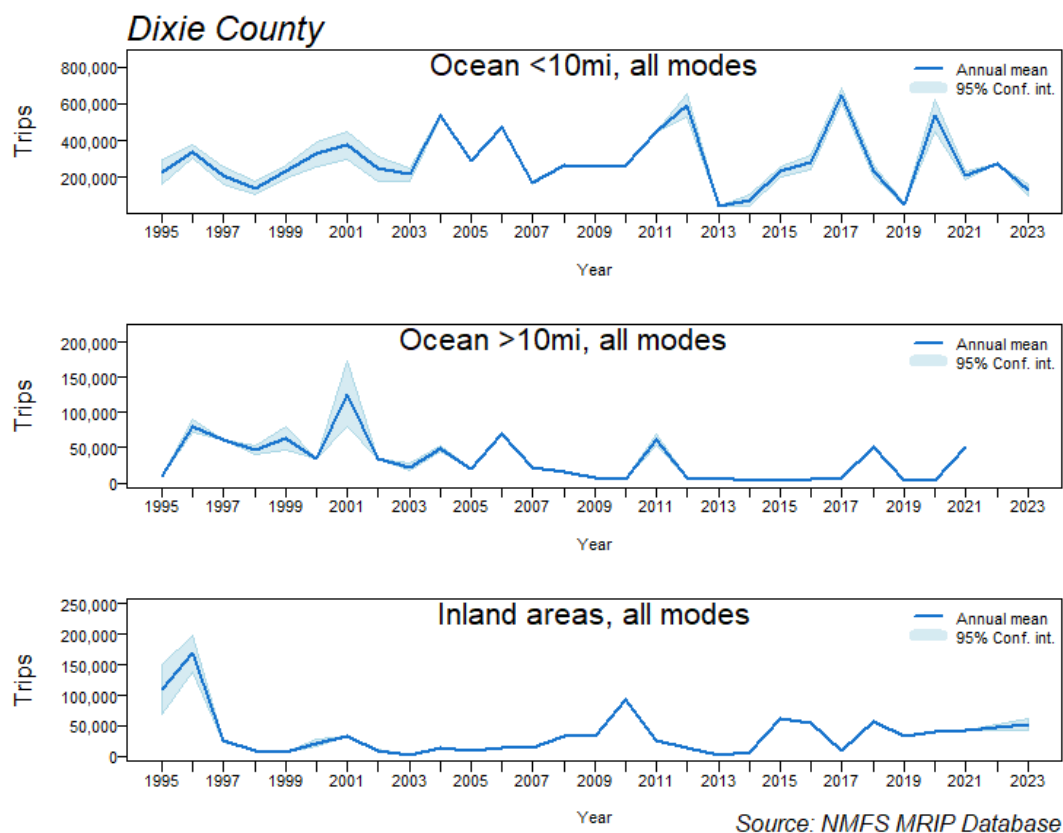 Dixie County
Ocean <10mi, all modes
Annual mean
95% Conf. int.
Trips
800,000
600,000
400,000
200,000
1995 1997 1999 2001 2003 2005 2007 2009 2011 2013 2015 2017 2019 2021 2023
Year
Ocean >10mi, all modes
Annual mean
95% Conf. int.
Trips
200,000
150,000
100,000
50,000
0
1995 1997 1999 2001 2003 2005 2007 2009 2011 2013 2015 2017 2019 2021 2023
Year
Inland areas, all modes
Annual mean
95% Conf. int.
Trips
250,000
200,000
150,000
100,000
50,000
0
1995 1997 1999 2001 2003 2005 2007 2009 2011 2013 2015 2017 2019 2021 2023
Year
Source: NMFS MRIP Database